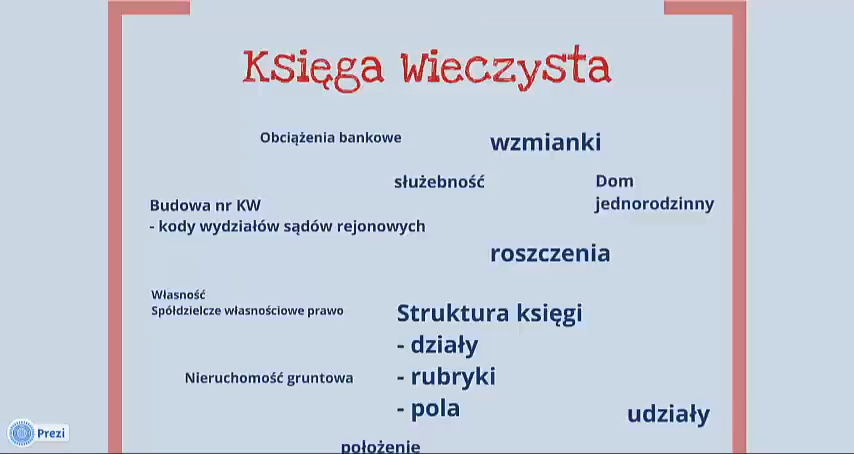 Księga Wieczysta
Obciążenia bankowe
wzmianki
służebność
Dom
jednorodzinny
Budowa nr KW
- kody wydziałów sądów rejonowych
roszczenia
Własność
Spółdzielcze własnościowe prawo
Struktura księgi
- działy
- rubryki
- pola
Nieruchomość gruntowa
udziały
położenie
Prezi